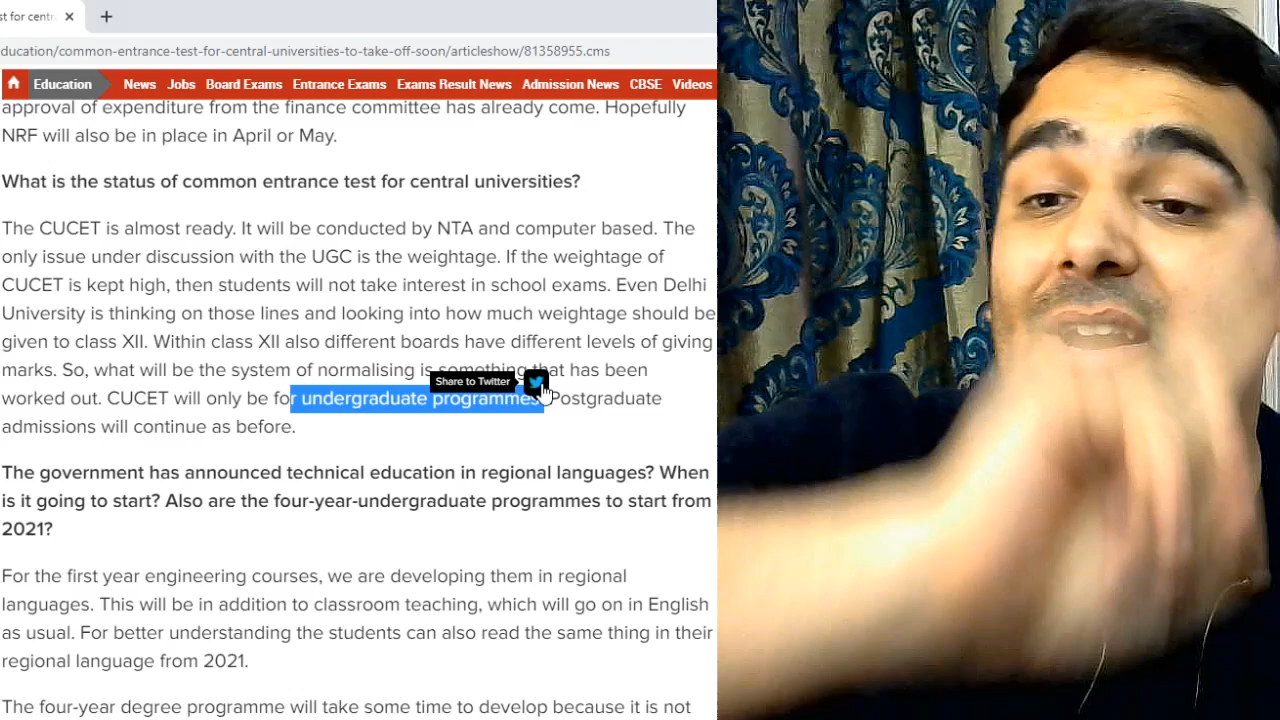 st for centr
ducation/common-entrance-test-for-central-universities-to-take-off-soon/articleshow/81358955.cms
Education News Jobs Board Exams Entrance Exams Exams Result News Admission News CBSE Videos
approval of expenditure from the finance committee has already come. Hopefully
NRF will also be in place in April or May.
What is the status of common entrance test for central universities?
The CUCET is almost ready. It will be conducted by NTA and computer based. The
only issue under discussion with the UGC is the weightage. If the weightage of
CUCET is kept high, then students will not take interest in school exams. Even Delhi
University is thinking on those lines and looking into how much weightage should be
given to class XII. Within class XII also different boards have different levels of giving
marks. So, what will be the system of normalising is something that has been
Share to Twitter
worked out. CUCET will only be for undergraduate programmes. Postgraduate
admissions will continue as before.
The government has announced technical education in regional languages? When
is it going to start? Also are the four-year-undergraduate programmes to start from
2021?
For the first year engineering courses, we are developing them in regional
languages. This will be in addition to classroom teaching, which will go on in English
as usual. For better understanding the students can also read the same thing in their
regional language from 2021.
The four-year degree programme will take some time to develop because it is not